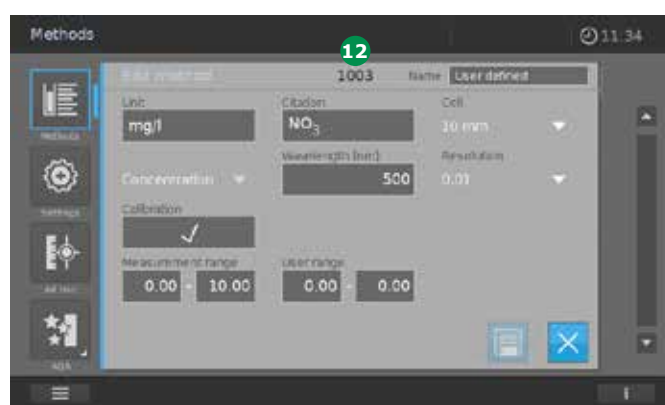 Methods
11:34
12
Edit method
1003
Name
User defined
Unit
Citation
Cell
mg/l
NO3
10 mm
Methods
Wavelength [nm]
Resolution
Concentration
500
0.01
Settings
Calibration
Measurement range
User range
0.00 - 10.00
0.00 - 0.00
AQA